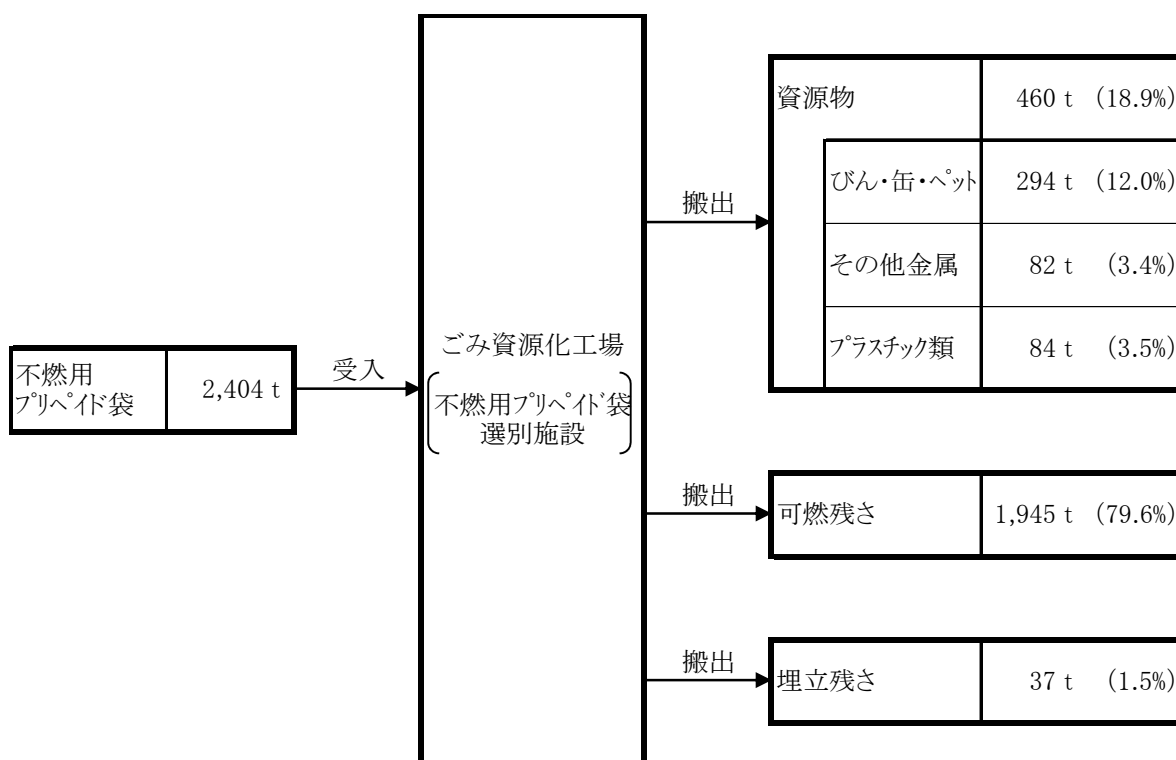 不燃用
プリペイド袋
2,404 t
受入
ごみ資源化工場
不燃用プリペイド袋
選別施設
搬出
資源物 460 t (18.9%)
びん・缶・ペット 294 t (12.0%)
その他金属 82 t (3.4%)
プラスチック類 84 t (3.5%)
搬出
可燃残さ 1,945 t (79.6%)
搬出
埋立残さ 37 t (1.5%)